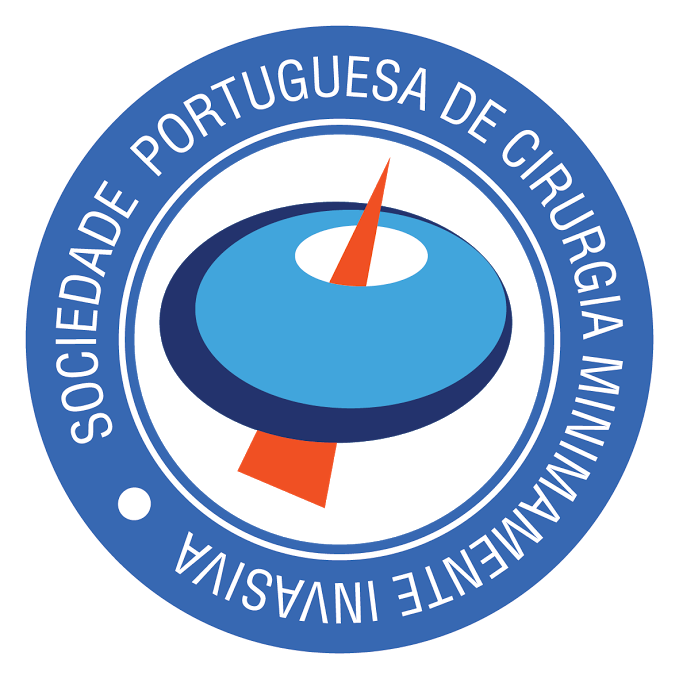 SOCIEDADE PORTUGUESA DE CIRURGIA MINIMAMENTE INVASIVA